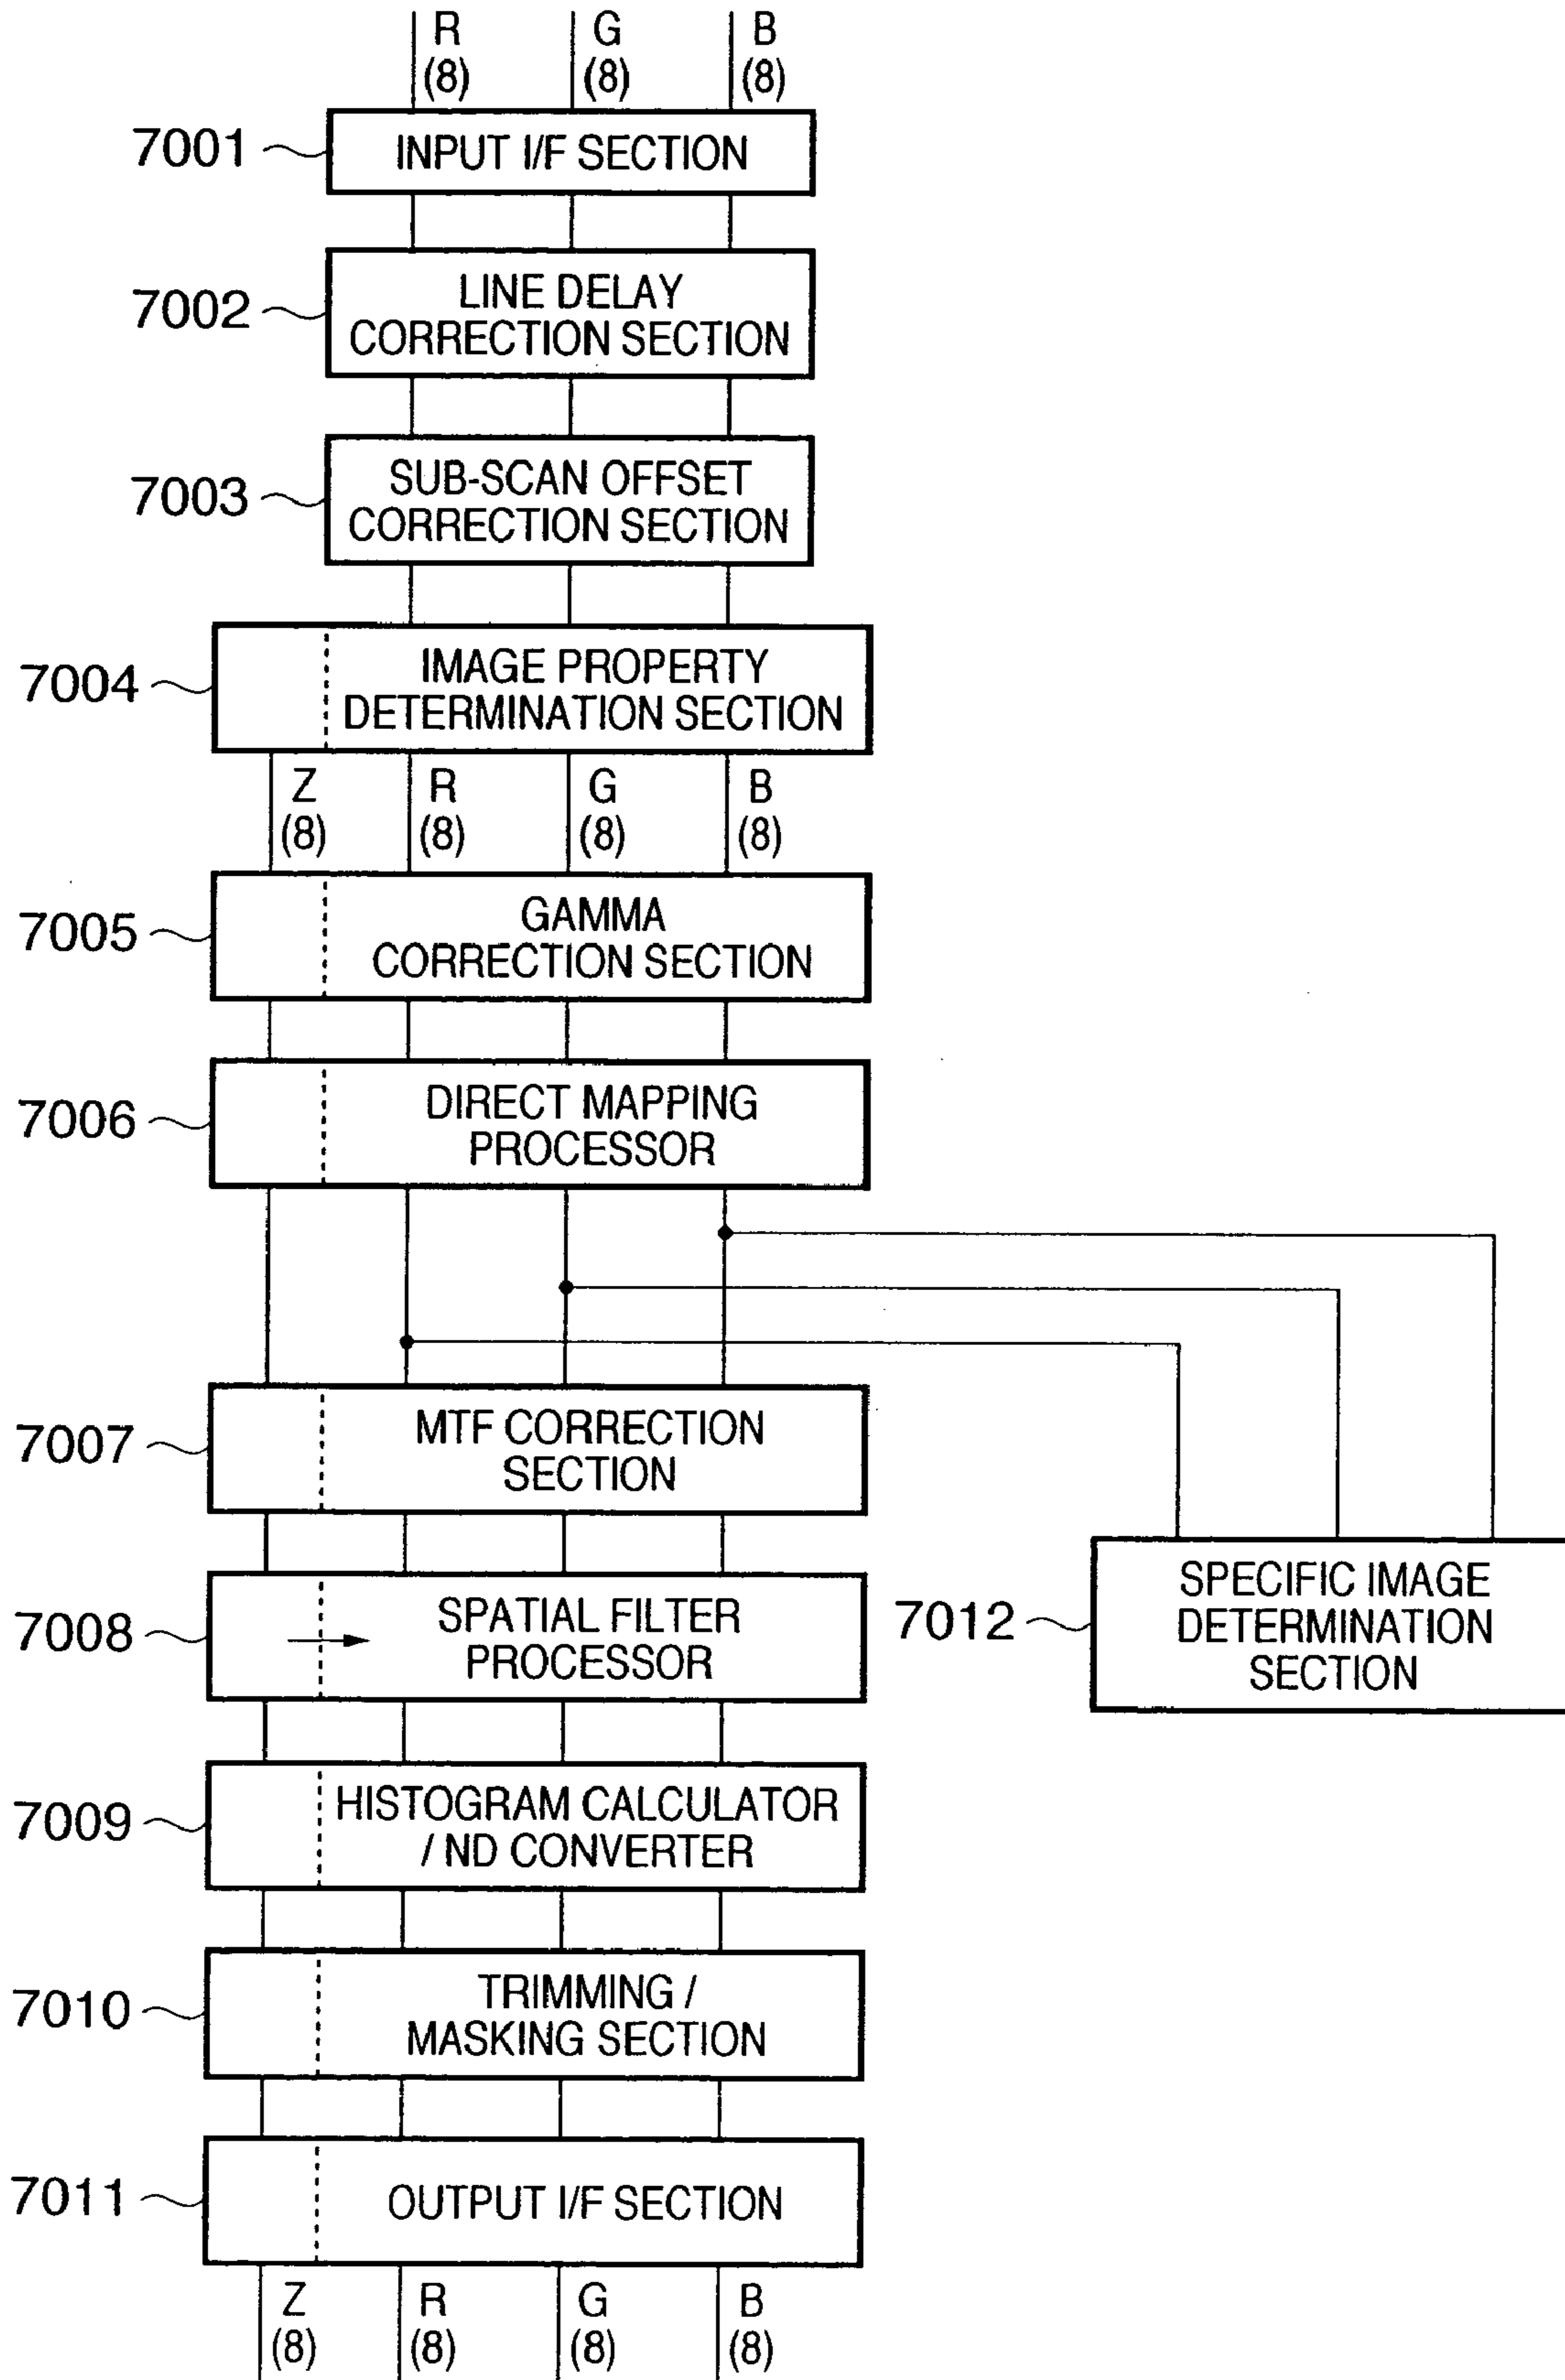 R G B
(8) (8) (8)
7001 INPUT I/F SECTION
7002 LINE DELAY
CORRECTION SECTION
7003 SUB-SCAN OFFSET
CORRECTION SECTION
7004 IMAGE PROPERTY
DETERMINATION SECTION
Z R G B
(8) (8) (8) (8)
7005 GAMMA
CORRECTION SECTION
7006 DIRECT MAPPING
PROCESSOR
7007 MTF CORRECTION
SECTION
7008 SPATIAL FILTER
PROCESSOR
7012 SPECIFIC IMAGE
DETERMINATION
SECTION
7009 HISTOGRAM CALCULATOR
/ ND CONVERTER
7010 TRIMMING /
MASKING SECTION
7011 OUTPUT I/F SECTION
Z R G B
(8) (8) (8) (8)